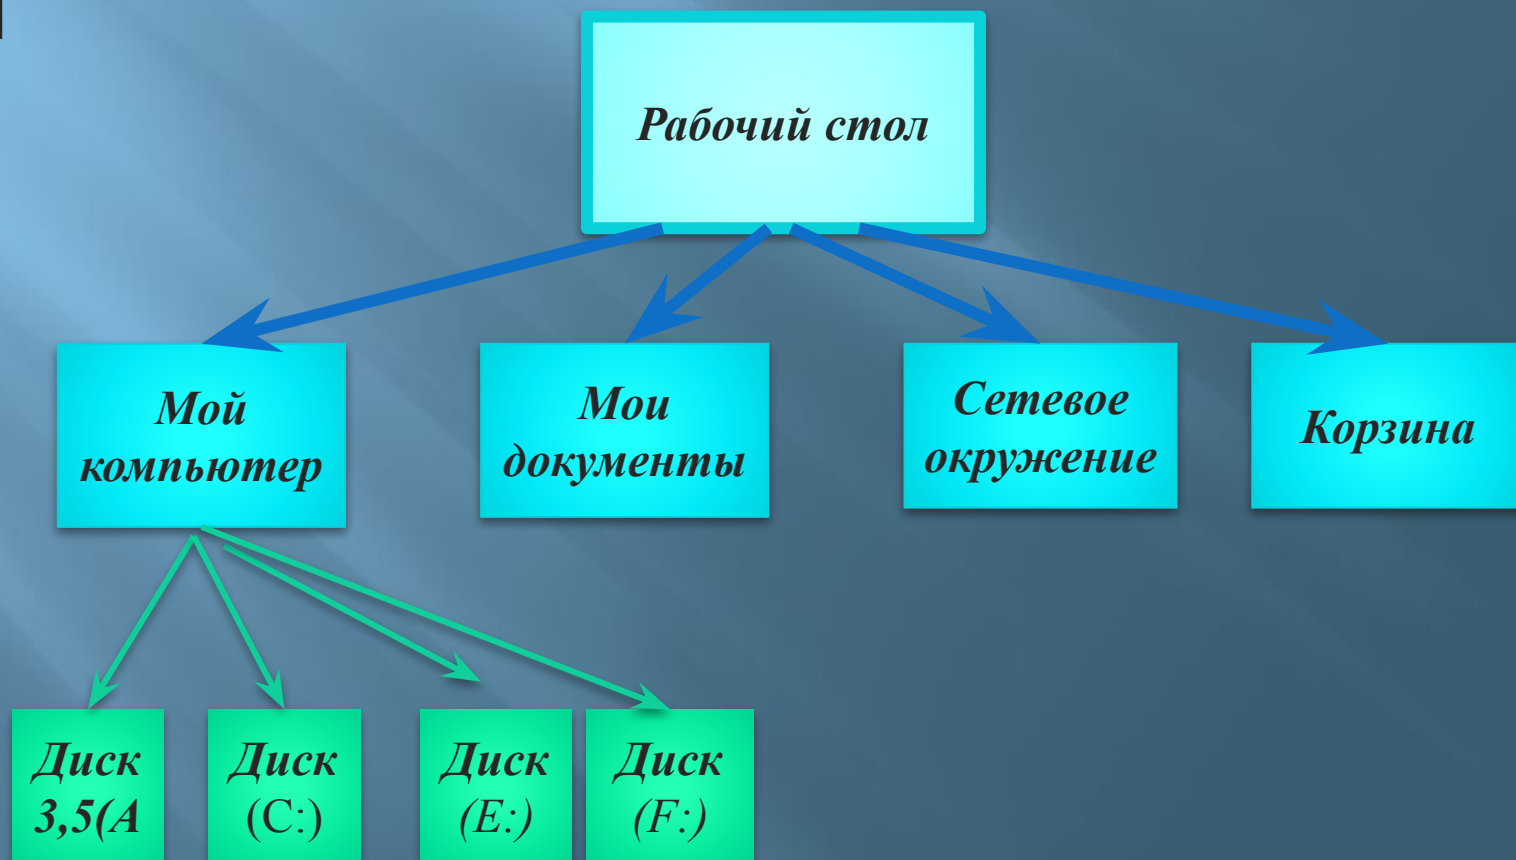 Рабочий стол
Мой
компьютер
Мои
документы
Сетевое
окружение
Корзина
Диск
3,5(А
Диск
(C:)
Диск
(E:)
Диск
(F:)